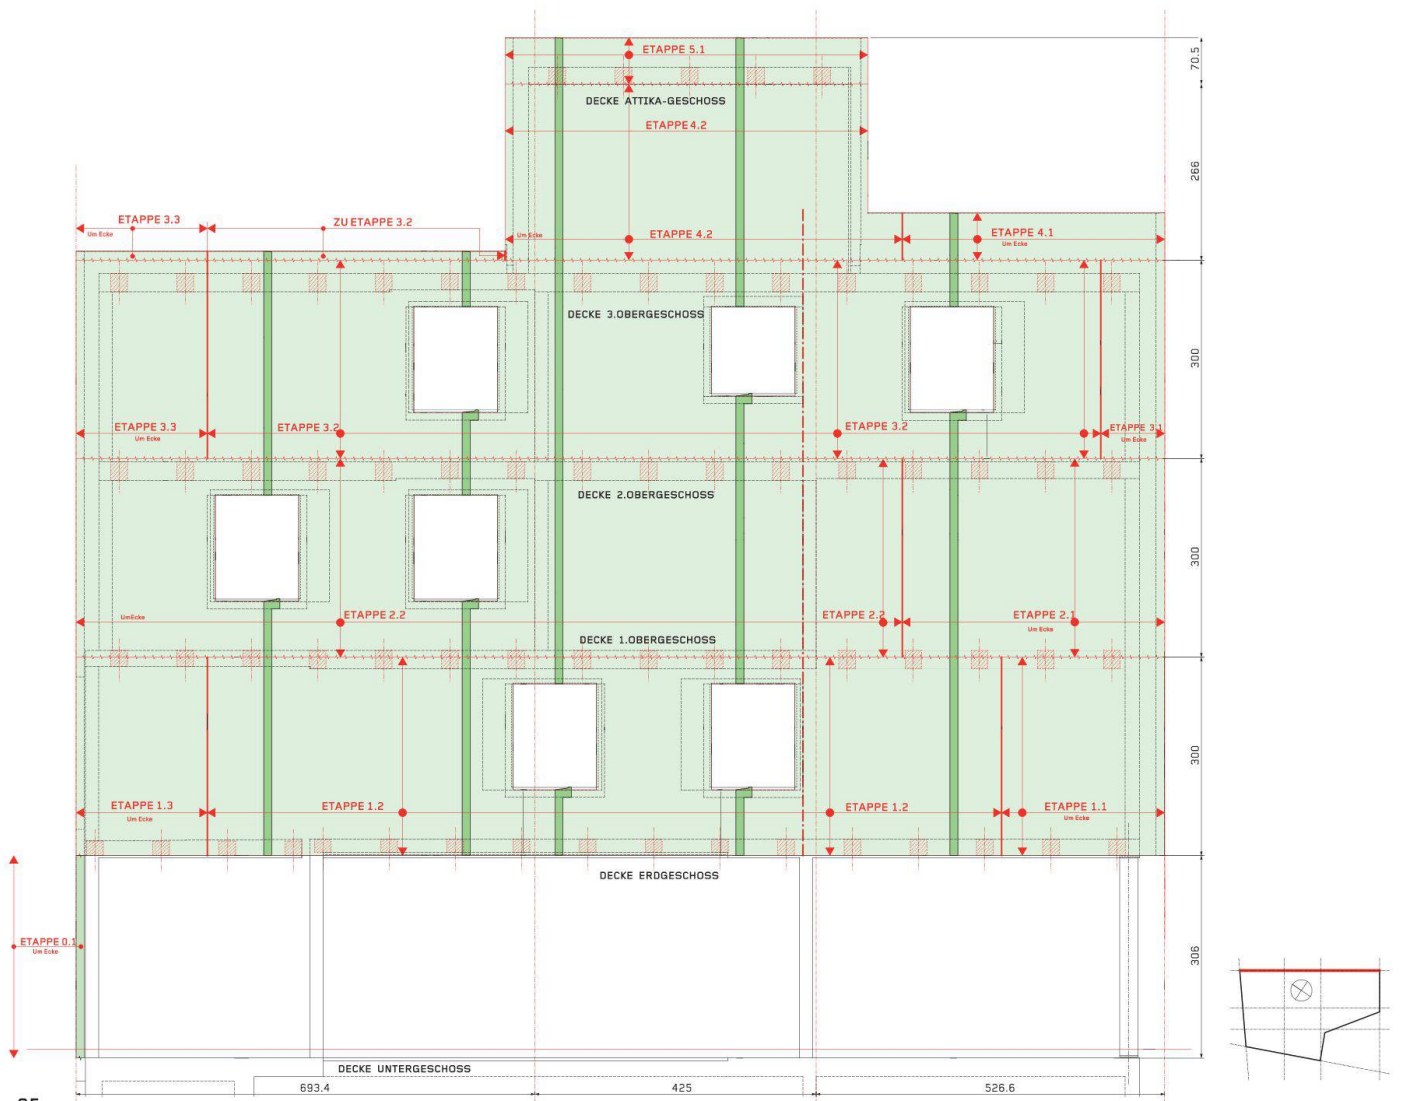 ETAPPE 5.1
70.5
DECKE ATTIKA-GESCHOSS
ETAPPE 4.2
266
ETAPPE 3.3
Um Ecke
ZU ETAPPE 3.2
Um Ecke
ETAPPE 4.2
ETAPPE 4.1
Um Ecke
DECKE 3.OBERGESCHOSS
300
ETAPPE 3.3
Um Ecke
ETAPPE 3.2
ETAPPE 3.2
ETAPPE 3.1
Um Ecke
DECKE 2.OBERGESCHOSS
300
UmEcke
ETAPPE 2.2
ETAPPE 2.2
ETAPPE 2.1
Um Ecke
DECKE 1.OBERGESCHOSS
300
ETAPPE 1.3
Um Ecke
ETAPPE 1.2
ETAPPE 1.2
ETAPPE 1.1
Um Ecke
DECKE ERDGESCHOSS
ETAPPE 0.1
Um Ecke
306
DECKE UNTERGESCHOSS
693.4
425
526.6